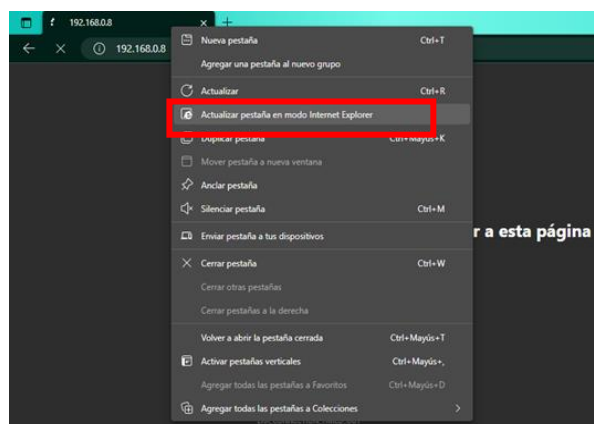 192.168.0.8
192.168.0.8
Nueva pestaña Ctrl+T
Agregar una pestaña al nuevo grupo
Actualizar Ctrl+R
Actualizar pestaña en modo Internet Explorer
Duplicar pestaña Ctrl+Mayús+K
Mover pestaña a nueva ventana
Anclar pestaña
Silenciar pestaña Ctrl+M
r a esta página
Enviar pestaña a tus dispositivos
Cerrar pestaña Ctrl+W
Cerrar otras pestañas
Cerrar pestañas a la derecha
Volver a abrir la pestaña cerrada Ctrl+Mayús+T
Activar pestañas verticales Ctrl+Mayús+,
Agregar todas las pestañas a Favoritos Ctrl+Mayús+D
Agregar todas las pestañas a Colecciones